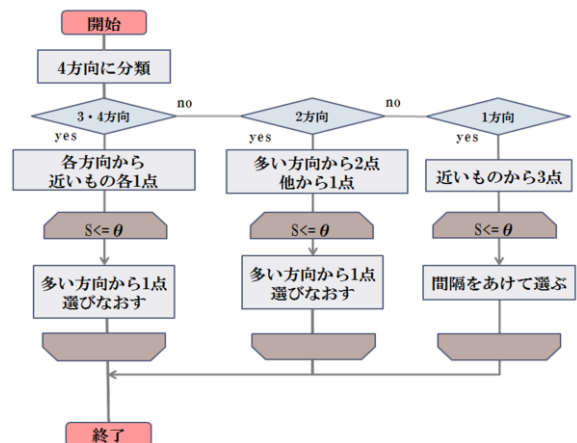 開始
4方向に分類
3・4方向
no
2方向
no
1方向
yes
yes
yes
各方向から
近いもの各1点
多い方向から2点
他から1点
近いものから3点
S<= θ
S<= θ
S<= θ
多い方向から1点
選びなおす
多い方向から1点
選びなおす
間隔をあけて選ぶ
終了